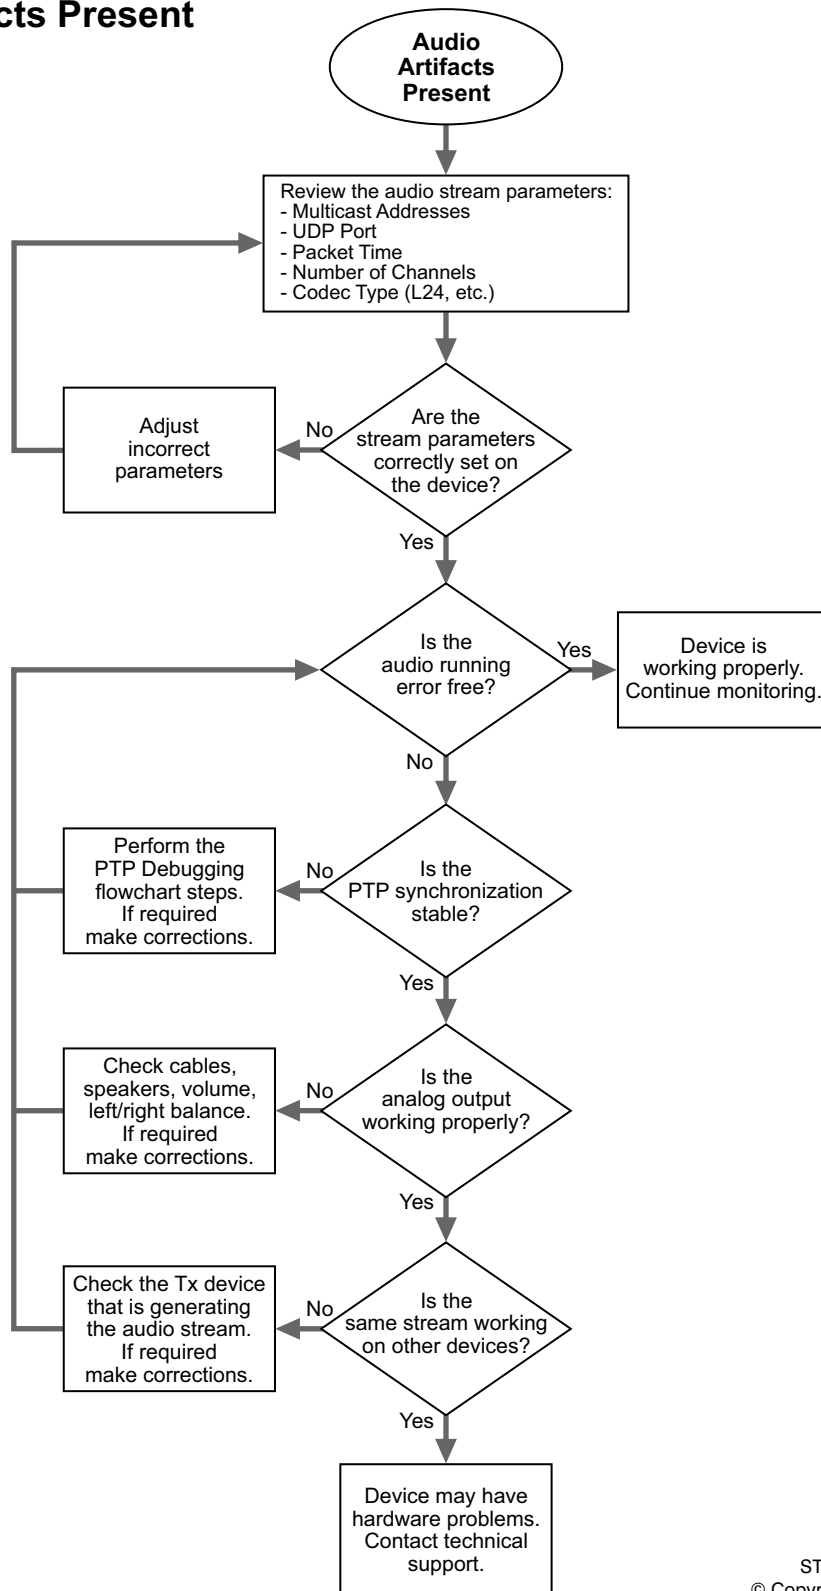 cts Present
Audio
Artifacts
Present
Review the audio stream parameters:
- Multicast Addresses
- UDP Port
- Packet Time
- Number of Channels
- Codec Type (L24, etc.)
Adjust
incorrect
parameters
No
Are the
stream parameters
correctly set on
the device?
Yes
Is the
audio running
error free?
Yes
Device is
working properly.
Continue monitoring.
No
Perform the
PTP Debugging
flowchart steps.
If required
make corrections.
No
Is the
PTP synchronization
stable?
Yes
Check cables,
speakers, volume,
left/right balance.
If required
make corrections.
No
Is the
analog output
working properly?
Yes
Check the Tx device
that is generating
the audio stream.
If required
make corrections.
No
Is the
same stream working
on other devices?
Yes
Device may have
hardware problems.
Contact technical
support.
ST
© Copyr